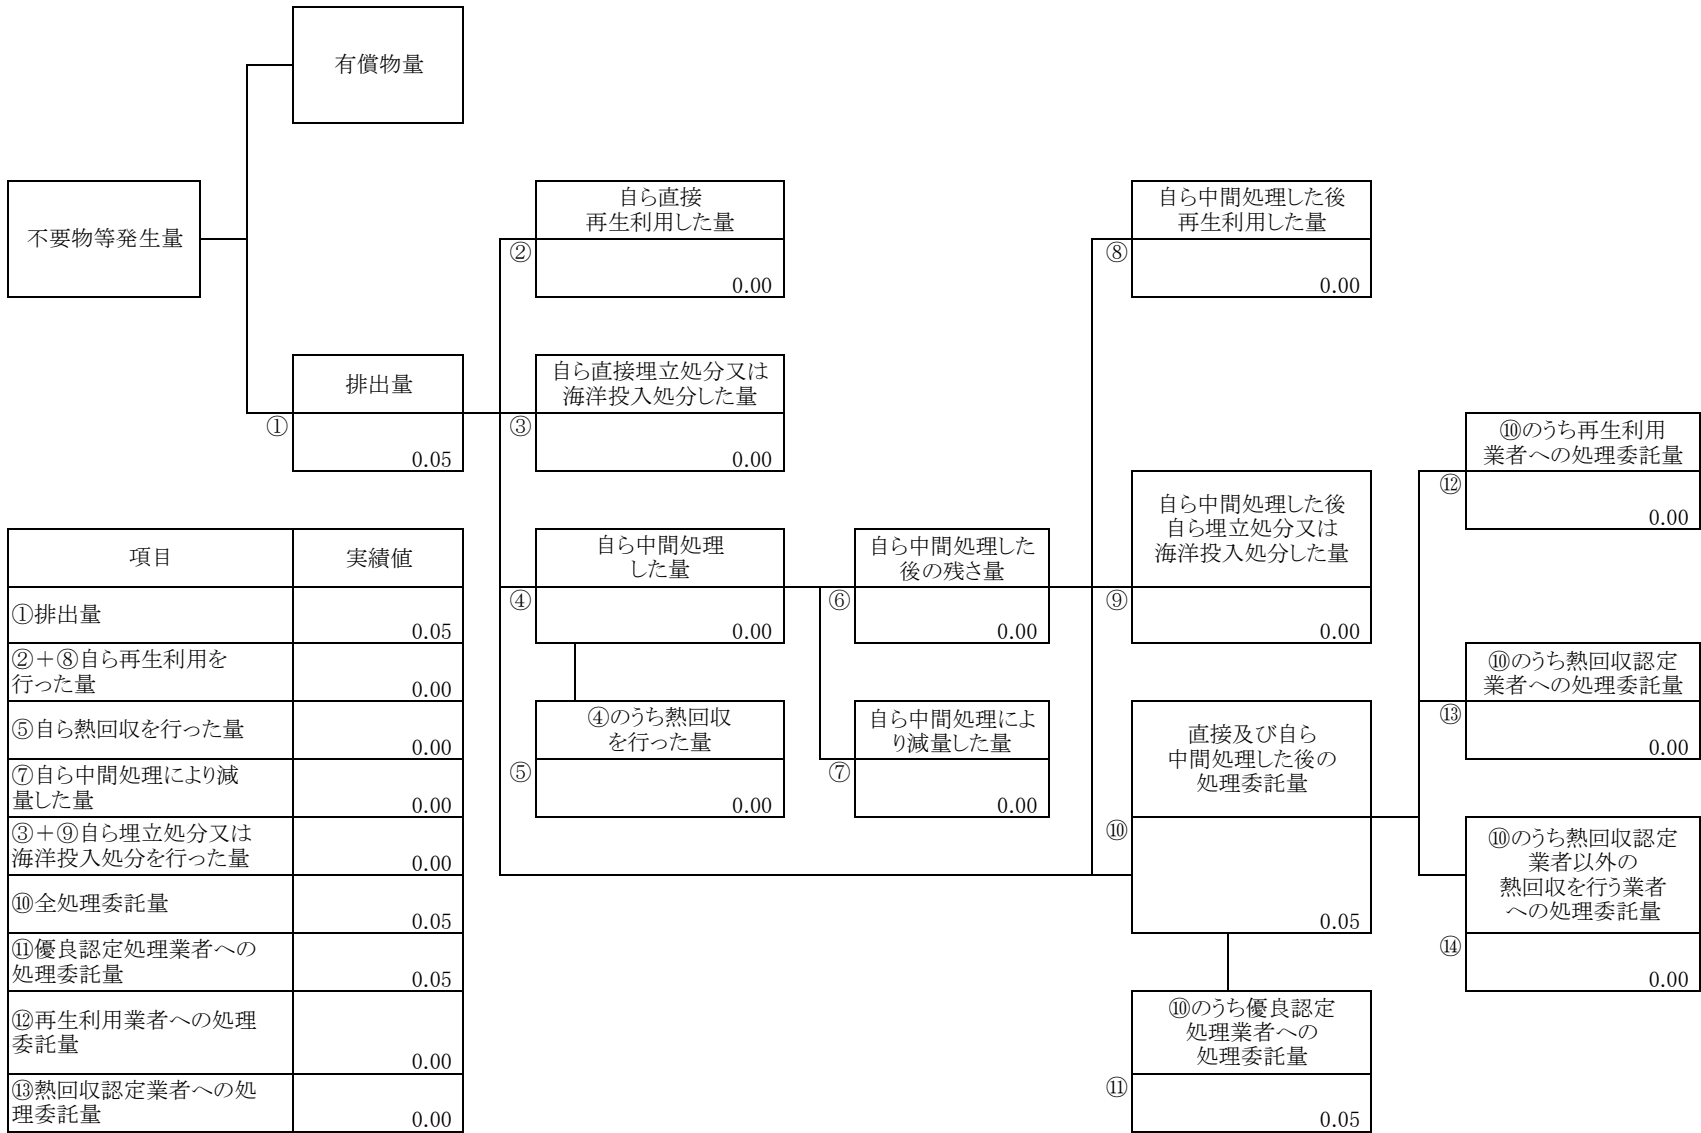 有償物量
不要物等発生量
自ら直接
再生利用した量
②
0.00
自ら中間処理した後
再生利用した量
⑧
0.00
排出量
①
0.05
自ら直接埋立処分又は
海洋投入処分した量
③
0.00
⑩のうち再生利用
業者への処理委託量
⑫
0.00
自ら中間処理した後
自ら埋立処分又は
海洋投入処分した量
⑨
0.00
自ら中間処理
した量
④
0.00
自ら中間処理した
後の残さ量
⑥
0.00
⑩のうち熱回収認定
業者への処理委託量
⑬
0.00
④のうち熱回収
を行った量
⑤
0.00
自ら中間処理によ
り減量した量
⑦
0.00
直接及び自ら
中間処理した後の
処理委託量
⑩
0.05
⑩のうち熱回収認定
業者以外の
熱回収を行う業者
への処理委託量
⑭
0.00
⑩のうち優良認定
処理業者への
処理委託量
⑪
0.05
項目 実績値
①排出量
0.05
②+⑧自ら再生利用を
行った量
0.00
⑤自ら熱回収を行った量
0.00
⑦自ら中間処理により減
量した量
0.00
③+⑨自ら埋立処分又は
海洋投入処分を行った量
0.00
⑩全処理委託量
0.05
⑪優良認定処理業者への
処理委託量
0.05
⑫再生利用業者への処理
委託量
0.00
⑬熱回収認定業者への処
理委託量
0.00